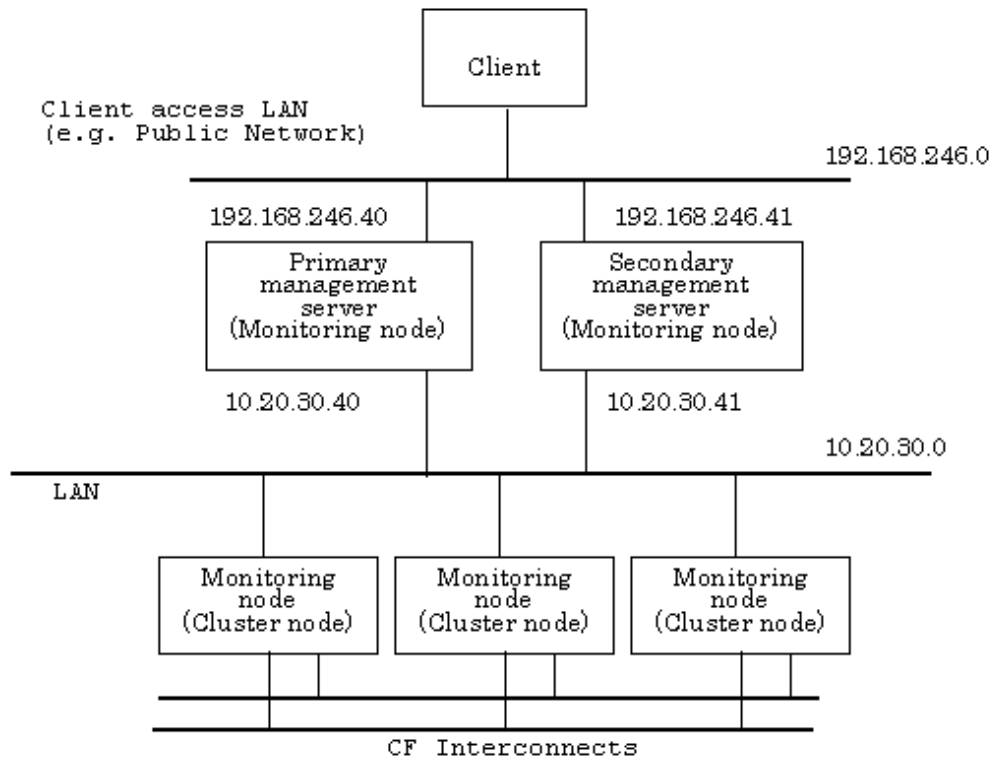 Client
Client access LAN
(e.g. Public Network)
192.168.246.0
192.168.246.40
192.168.246.41
Primary
management
server
(Monitoring node)
Secondary
management
server
(Monitoring node)
10.20.30.40
10.20.30.41
10.20.30.0
LAN
Monitoring
node
(Cluster node)
Monitoring
node
(Cluster node)
Monitoring
node
(Cluster node)
CF Interconnects